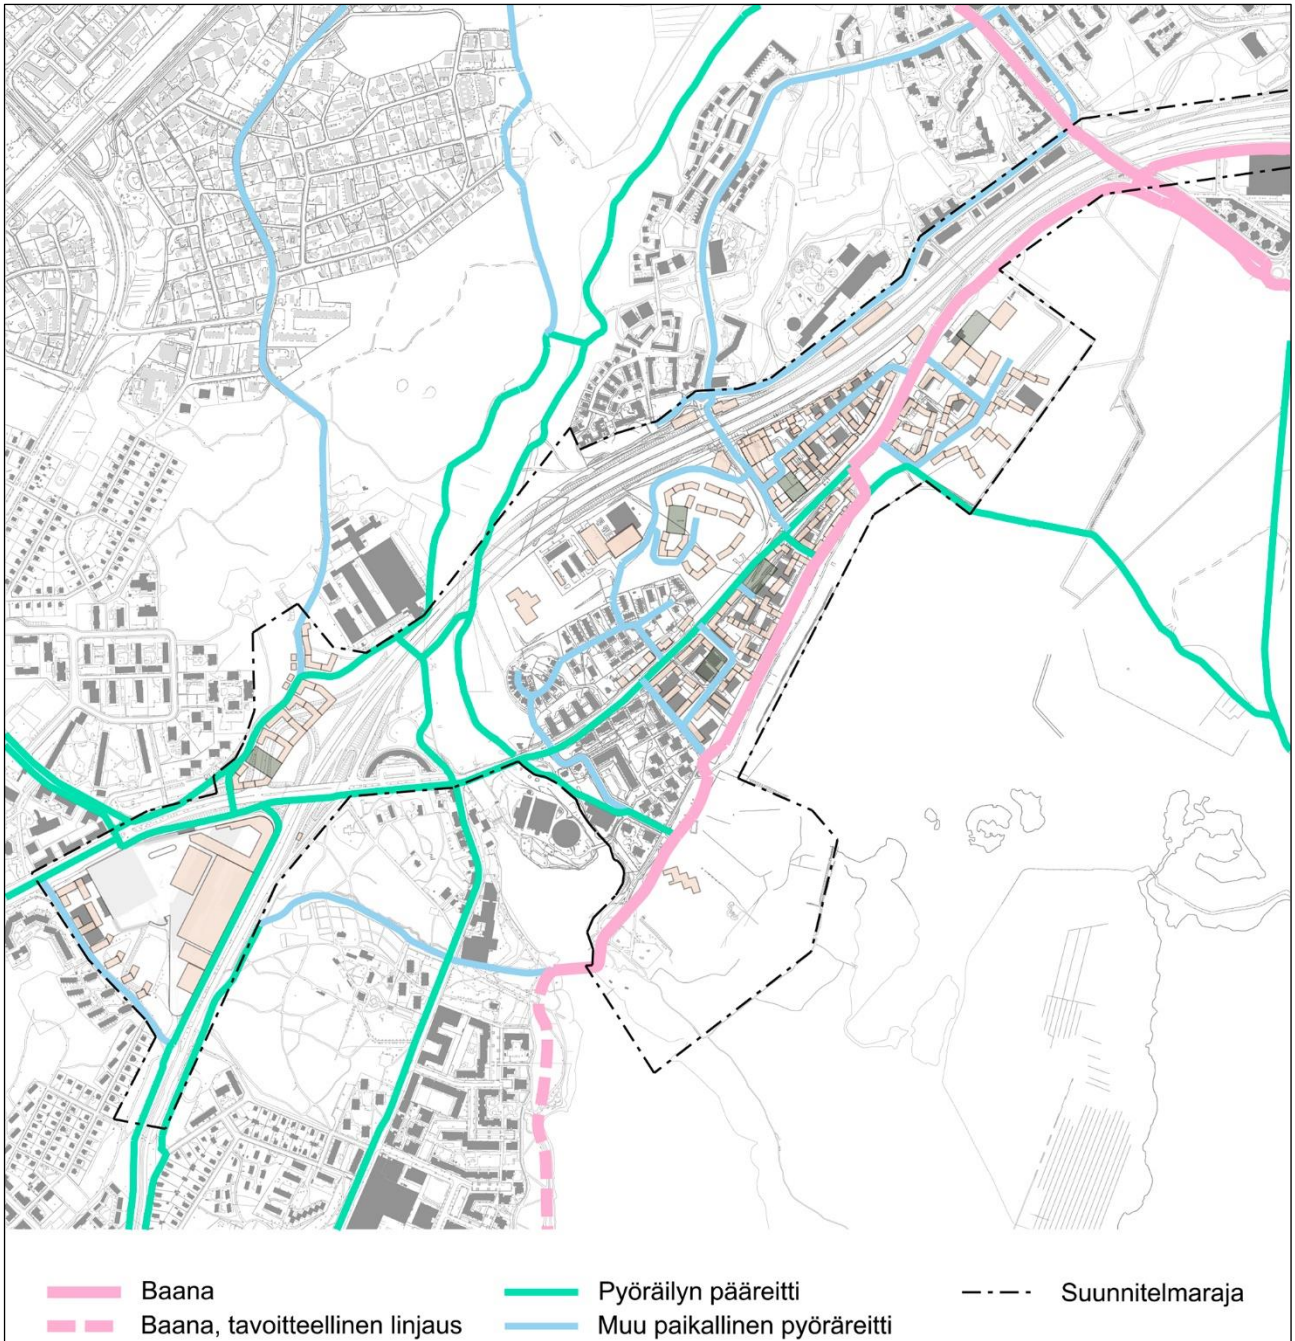 Baana
Baana, tavoitteellinen linjaus
Pyöräilyn pääreitti
Muu paikallinen pyöräreitti
Suunnitelmaraja